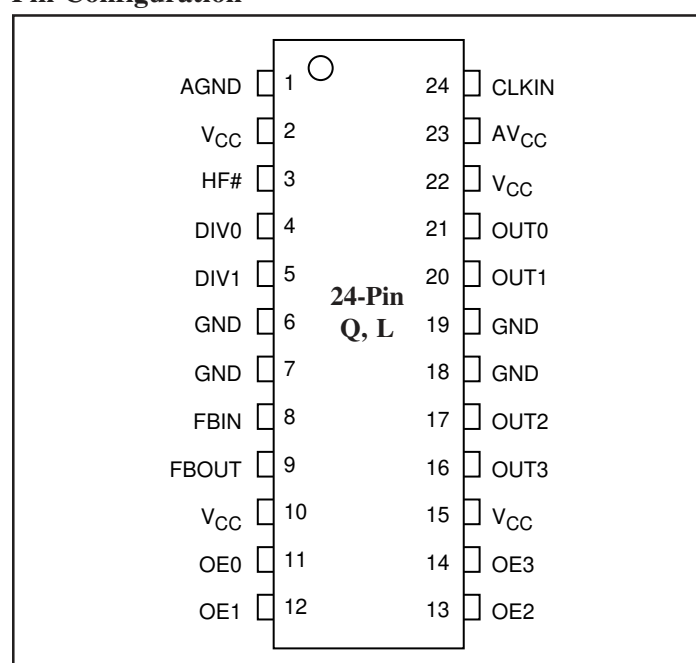 Pin Configuration
AGND 1 24 CLKIN
VCC 2 23 AVCC
HF# 3 22 VCC
DIV0 4 21 OUT0
DIV1 5 20 OUT1
24-Pin
Q, L
GND 6 19 GND
GND 7 18 GND
FBIN 8 17 OUT2
FBOUT 9 16 OUT3
VCC 10 15 VCC
OE0 11 14 OE3
OE1 12 13 OE2